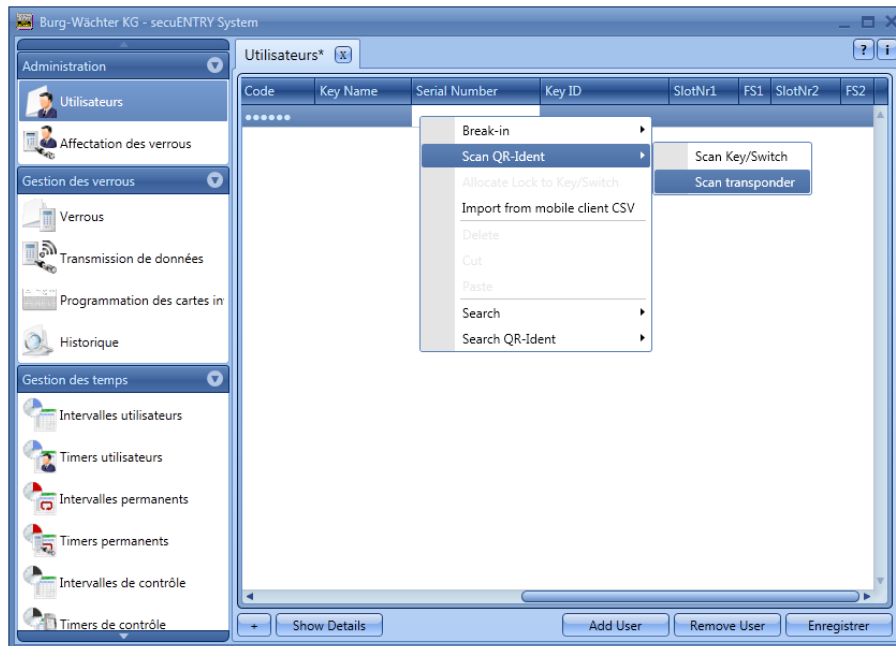 Burg-Wächter KG - secuENTRY System
Administration
Utilisateurs
Affectation des verrous
Gestion des verrous
Verrous
Transmission de données
Programmation des cartes in
Historique
Gestion des temps
Intervalles utilisateurs
Timers utilisateurs
Intervalles permanents
Timers permanents
Intervalles de contrôle
Timers de contrôle
Utilisateurs* x
? i
Code Key Name Serial Number Key ID SlotNr1 FS1 SlotNr2 FS2
Break-in
Scan QR-Ident
Allocate Lock to Key/Switch
Import from mobile client CSV
Delete
Cut
Paste
Search
Search QR-Ident
Scan Key/Switch
Scan transponder
+ Show Details Add User Remove User Enregistrer